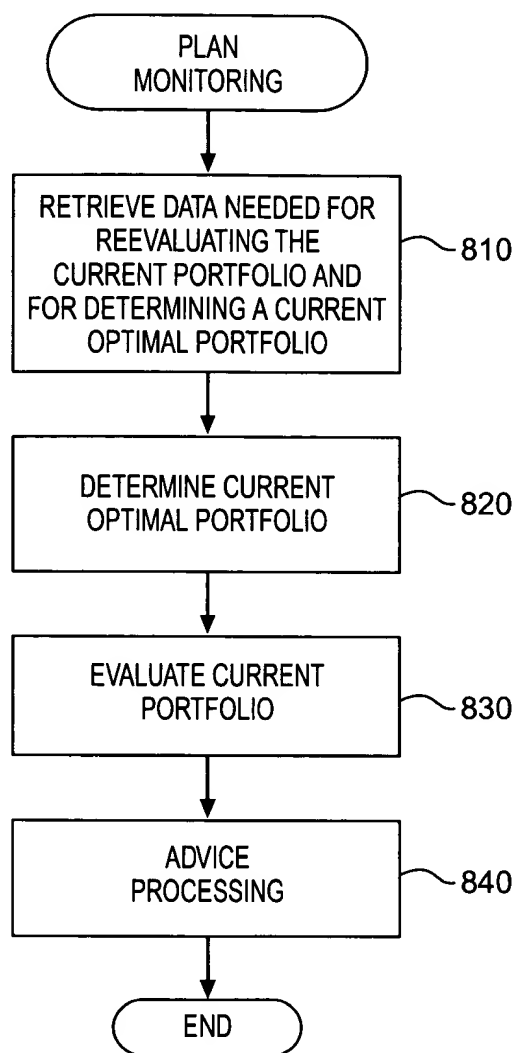 PLAN
MONITORING
RETRIEVE DATA NEEDED FOR
REEVALUATING THE
CURRENT PORTFOLIO AND
FOR DETERMINING A CURRENT
OPTIMAL PORTFOLIO
810
DETERMINE CURRENT
OPTIMAL PORTFOLIO
820
EVALUATE CURRENT
PORTFOLIO
830
ADVICE
PROCESSING
840
END